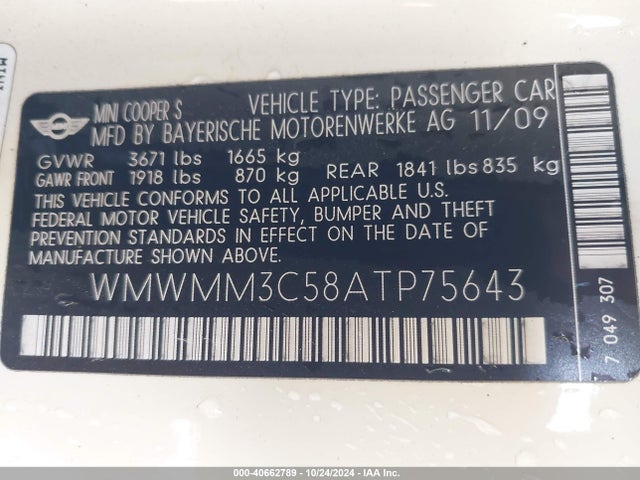 MINI
MINI COOPER S
VEHICLE TYPE: PASSENGER CAR
MFD BY BAYERISCHE MOTORENWERKE AG 11/09
GVWR 3671 lbs 1665 kg
GAWR FRONT 1918 lbs 870 kg REAR 1841 lbs 835 kg
THIS VEHICLE CONFORMS TO ALL APPLICABLE U.S.
FEDERAL MOTOR VEHICLE SAFETY, BUMPER AND THEFT
PREVENTION STANDARDS IN EFFECT ON THE DATE OF
MANUFACTURE SHOWN ABOVE.
WMWMM3C58ATP75643
7 049 307
000-40662789 - 10/24/2024 - IAA Inc.